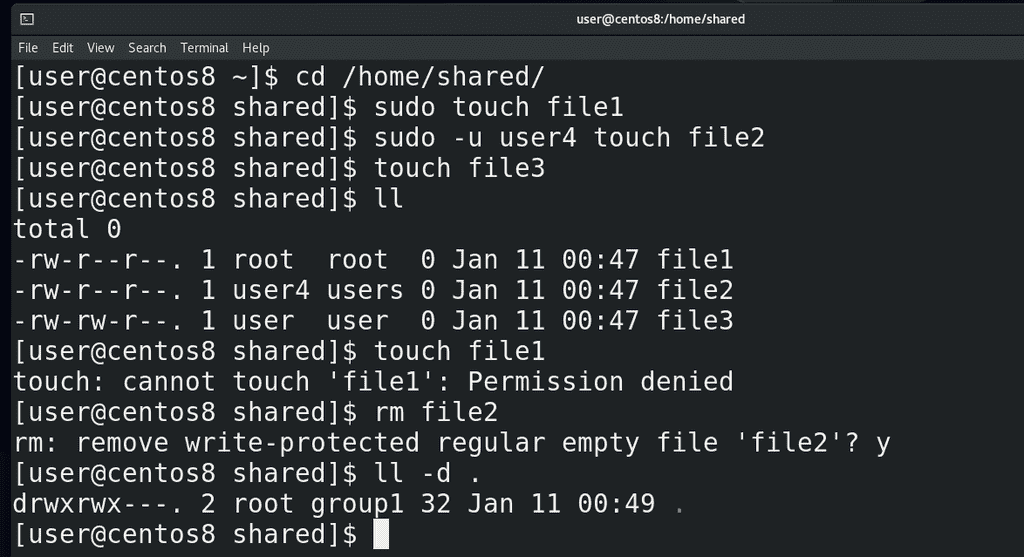 user@centos8:/home/shared
File Edit View Search Terminal Help
[user@centos8 ~]$ cd /home/shared/
[user@centos8 shared]$ sudo touch file1
[user@centos8 shared]$ sudo -u user4 touch file2
[user@centos8 shared]$ touch file3
[user@centos8 shared]$ ll
total 0
-rw-r--r--. 1 root  root  0 Jan 11 00:47 file1
-rw-r--r--. 1 user4 users 0 Jan 11 00:47 file2
-rw-rw-r--. 1 user  user  0 Jan 11 00:47 file3
[user@centos8 shared]$ touch file1
touch: cannot touch 'file1': Permission denied
[user@centos8 shared]$ rm file2
rm: remove write-protected regular empty file 'file2'? y
[user@centos8 shared]$ ll -d .
drwxrwx---. 2 root group1 32 Jan 11 00:49 .
[user@centos8 shared]$